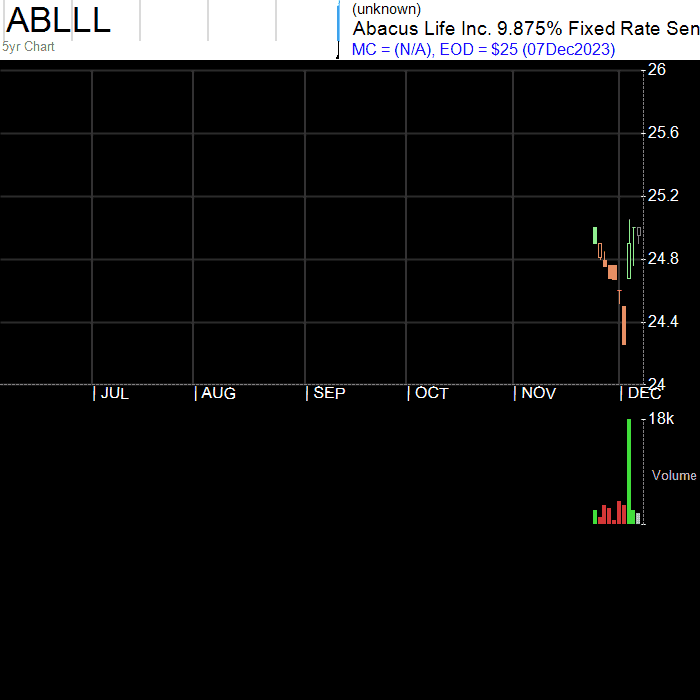 ABLLL
5yr Chart
(unknown)
Abacus Life Inc. 9.875% Fixed Rate Sen
MC = (N/A), EOD = $25 (07Dec2023)
26
25.6
25.2
24.8
24.4
24
JUL AUG SEP OCT NOV DEC
18k
Volume